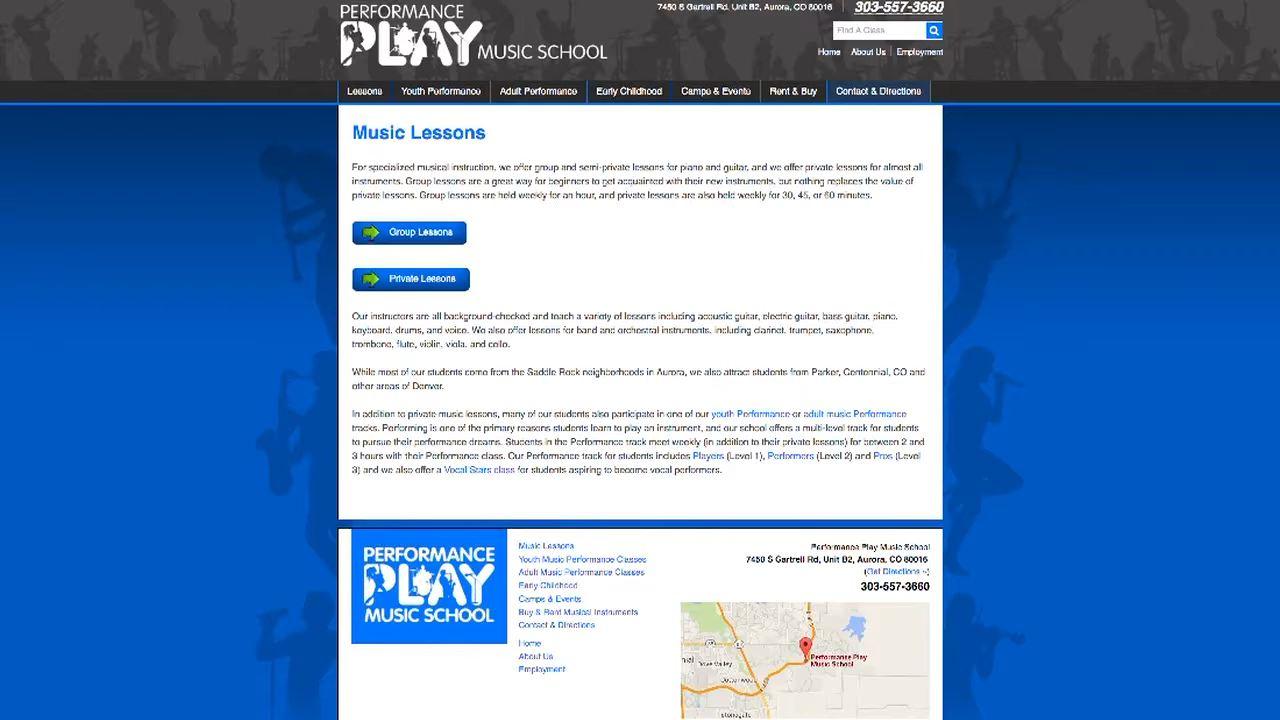 PERFORMANCE
PLAY MUSIC SCHOOL
7450 S Gartrell Rd, Unit B2, Aurora, CO 80016
303-557-3660
Find A Class
Home About Us Employment
Lessons Youth Performance Adult Performance Early Childhood Camps & Events Rent & Buy Contact & Directions
Music Lessons
For specialized musical instruction, we offer group and semi-private lessons for piano and guitar, and we offer private lessons for almost all
instruments. Group lessons are a great way for beginners to get acquainted with their new instruments, but nothing replaces the value of
private lessons. Group lessons are held weekly for an hour, and private lessons are also held weekly for 30, 45, or 60 minutes.
Group Lessons
Private Lessons
Our instructors are all background-checked and teach a variety of lessons including acoustic guitar, electric guitar, bass guitar, piano,
keyboard, drums, and voice. We also offer lessons for band and orchestral instruments, including clarinet, trumpet, saxophone,
trombone, flute, violin, viola, and cello.
While most of our students come from the Saddle Rock neighborhoods in Aurora, we also attract students from Parker, Centennial, CO and
other areas of Denver.
In addition to private music lessons, many of our students also participate in one of our youth Performance or adult music Performance
tracks. Performing is one of the primary reasons students learn to play an instrument, and our school offers a multi-level track for students
to pursue their performance dreams. Students in the Performance track meet weekly (in addition to their private lessons) for between 2 and
3 hours with their Performance class. Our Performance track for students includes Players (Level 1), Performers (Level 2) and Pros (Level
3) and we also offer a Vocal Stars class for students aspiring to become vocal performers.
PERFORMANCE
PLAY
MUSIC SCHOOL
Music Lessons
Youth Music Performance Classes
Adult Music Performance Classes
Early Childhood
Camps & Events
Buy & Rent Musical Instruments
Contact & Directions
Home
About Us
Employment
Performance Play Music School
7450 S Gartrell Rd, Unit B2, Aurora, CO 80016
(Get Directions »)
303-557-3660
Performance Play
Music School
Dove Valley
Cottonwood
Stonegate